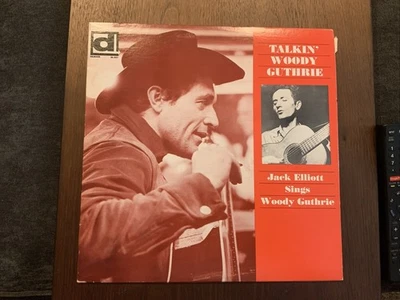 d
TALKIN'
WOODY
GUTHRIE
Jack Elliott
Sings
Woody Guthrie